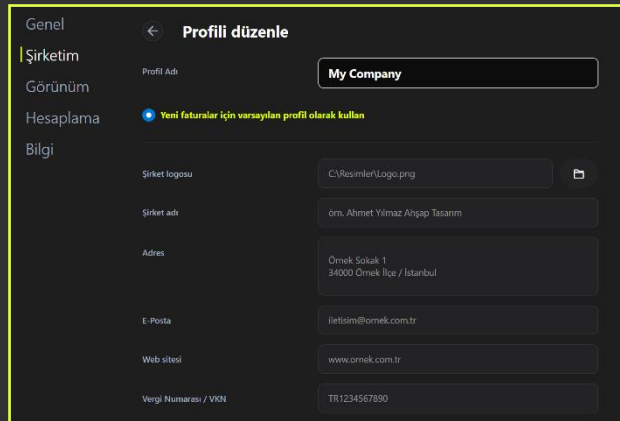 Genel
Şirketim
Görünüm
Hesaplama
Bilgi
Profili düzenle
Profil Adı
My Company
Yeni faturalar için varsayılan profil olarak kullan
Şirket logosu
C:\Resimler\Logo.png
Şirket adı
örn. Ahmet Yılmaz Ahşap Tasarım
Adres
Örnek Sokak 1
34000 Örnek İlçe / İstanbul
E-Posta
iletisim@ornek.com.tr
Web sitesi
www.ornek.com.tr
Vergi Numarası / VKN
TR1234567890